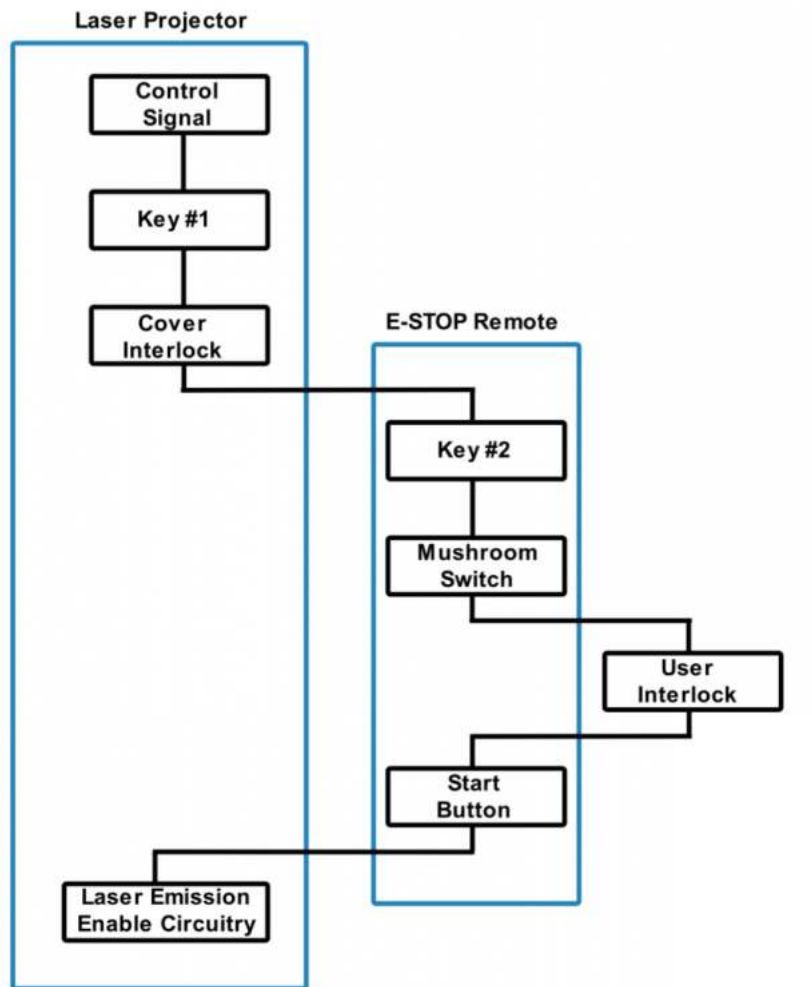 Laser Projector
Control
Signal
Key #1
Cover
Interlock
E-STOP Remote
Key #2
Mushroom
Switch
User
Interlock
Start
Button
Laser Emission
Enable Circuitry